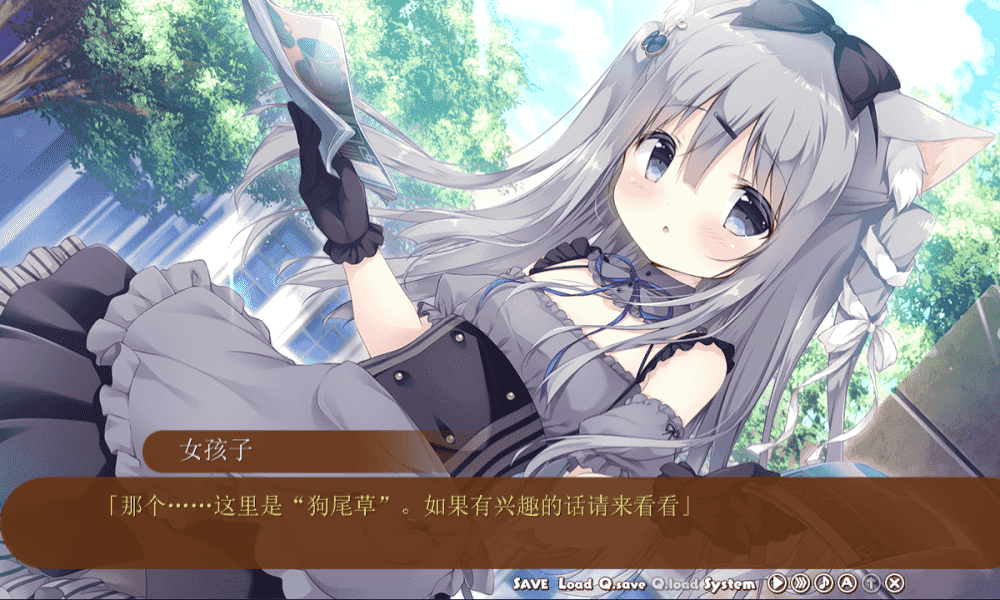 女孩子
「那个……这里是“狗尾草”。如果有兴趣的话请来看看」
SAVE Load Q.save Q.load System
A